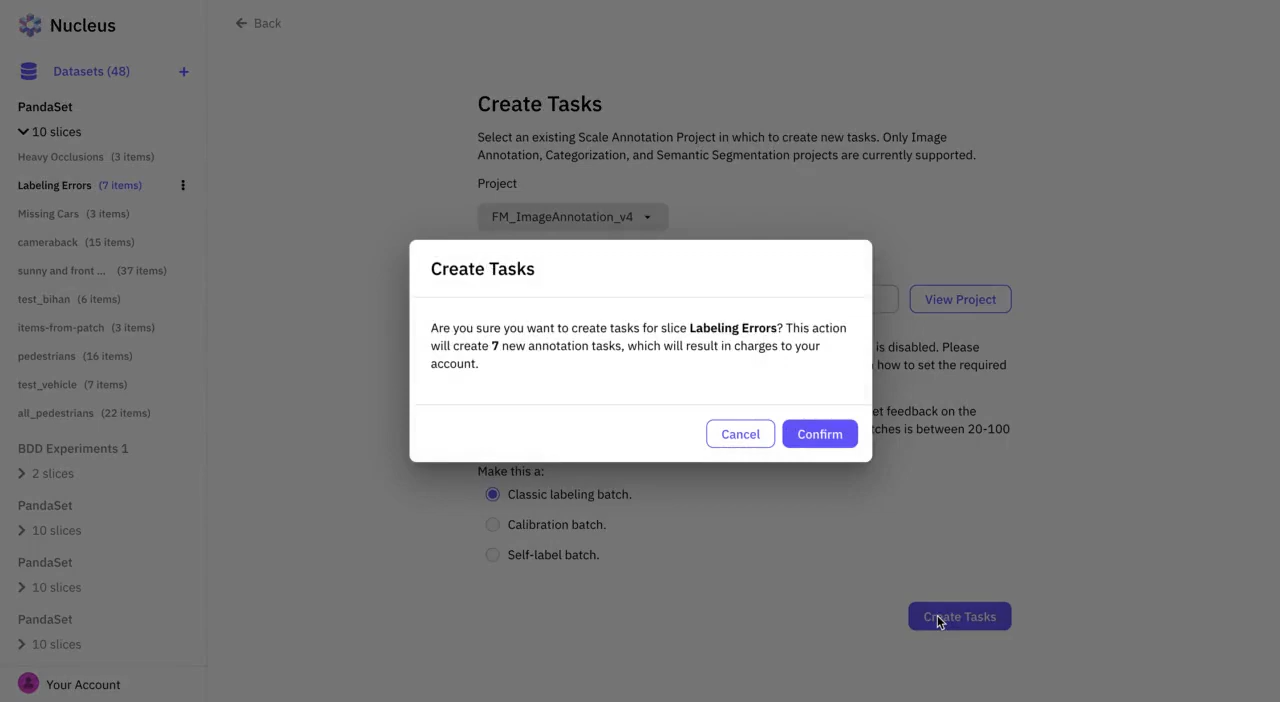 Nucleus
Datasets (48)
+
PandaSet
10 slices
Heavy Occlusions (3 items)
Labeling Errors (7 items)
Missing Cars (3 items)
cameraback (15 items)
sunny and front ... (37 items)
test_bihan (6 items)
items-from-patch (3 items)
pedestrians (16 items)
test_vehicle (7 items)
all_pedestrians (22 items)
BDD Experiments 1
2 slices
PandaSet
10 slices
PandaSet
10 slices
PandaSet
10 slices
Your Account
Back
Create Tasks
Select an existing Scale Annotation Project in which to create new tasks. Only Image
Annotation, Categorization, and Semantic Segmentation projects are currently supported.
Project
FM_ImageAnnotation_v4
View Project
is disabled. Please
how to set the required
feedback on the
is between 20-100
Create Tasks
Are you sure you want to create tasks for slice Labeling Errors? This action
will create 7 new annotation tasks, which will result in charges to your
account.
Cancel
Confirm
Make this a:
Classic labeling batch.
Calibration batch.
Self-label batch.
Create Tasks